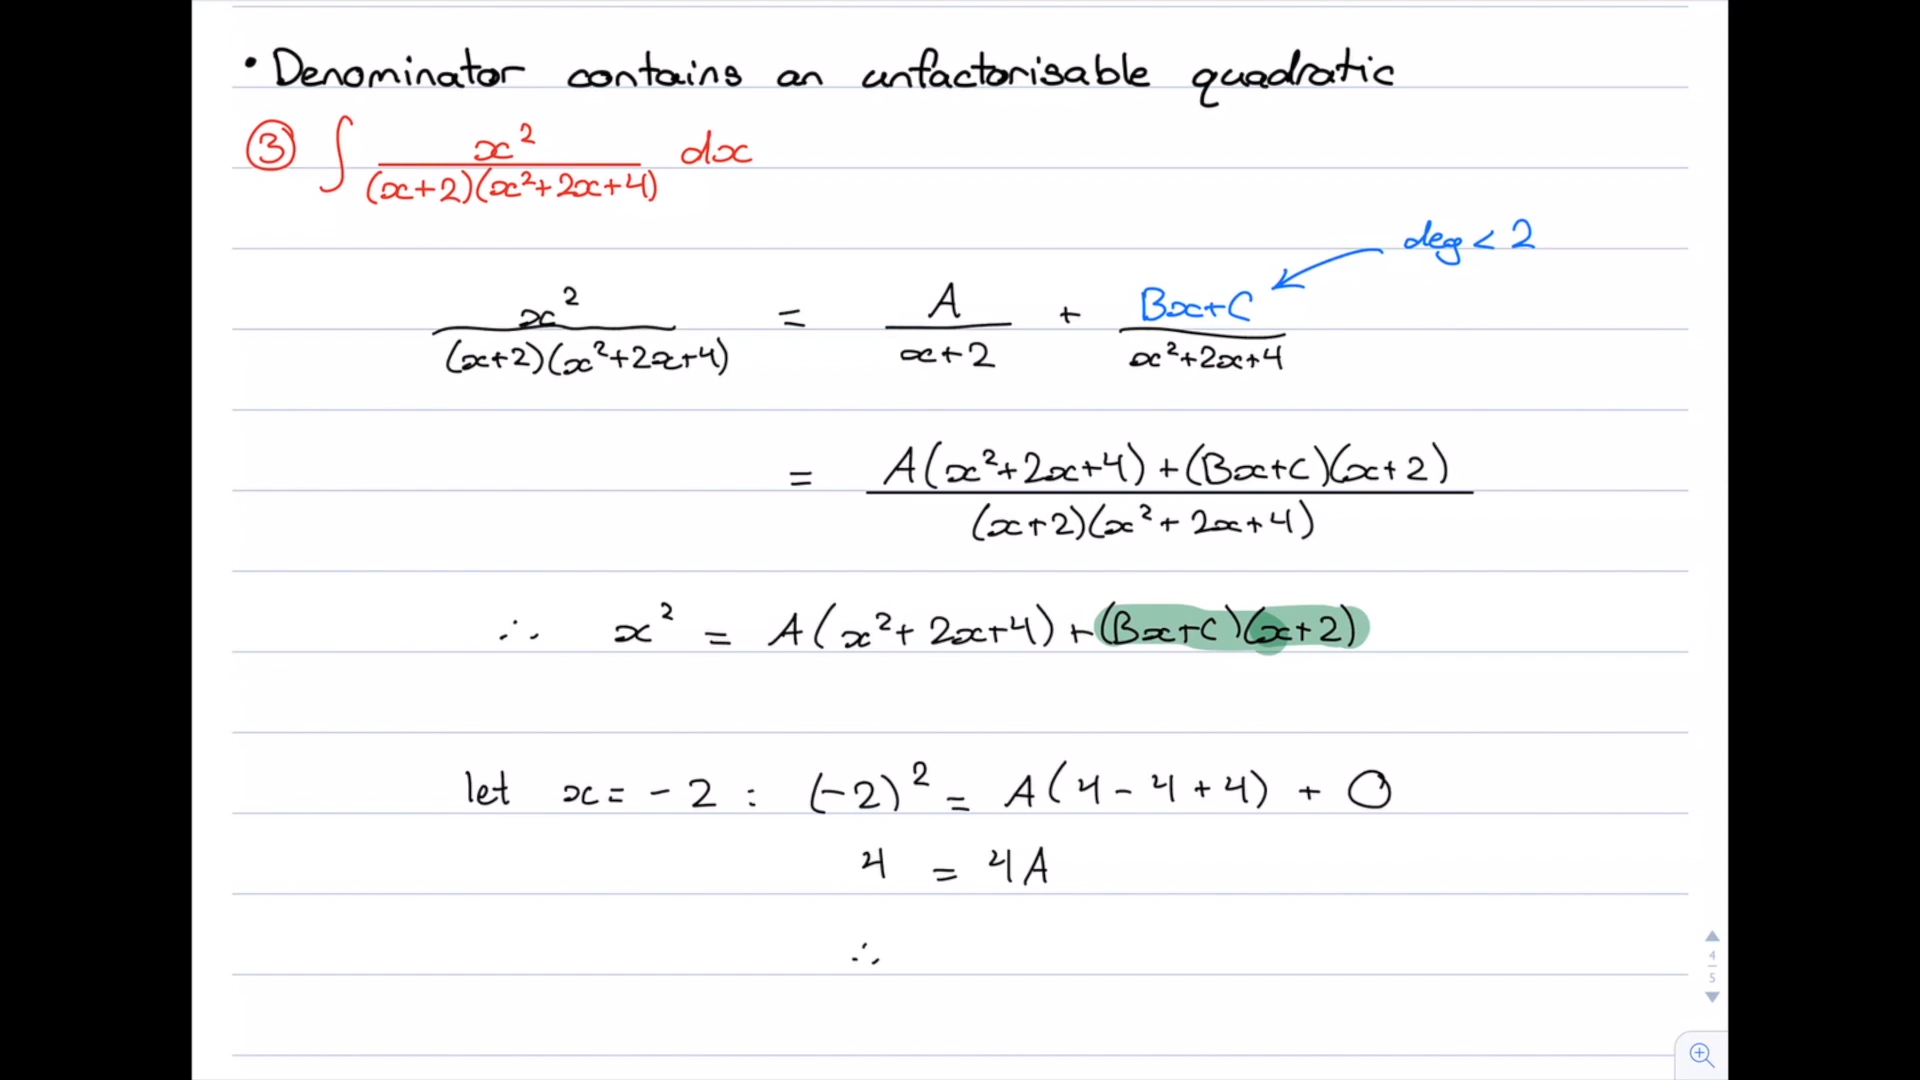 • Denominator contains an unfactorisable quadratic
③ ∫ x² / (x+2)(x²+2x+4) dx
deg < 2
x² / (x+2)(x²+2x+4) = A / x+2 + Bx+C / x²+2x+4
= A(x²+2x+4) + (Bx+C)(x+2) / (x+2)(x²+2x+4)
∴ x² = A(x²+2x+4) + (Bx+C)(x+2)
let x = -2 : (-2)² = A(4-4+4) + 0
4 = 4A
∴
4
5